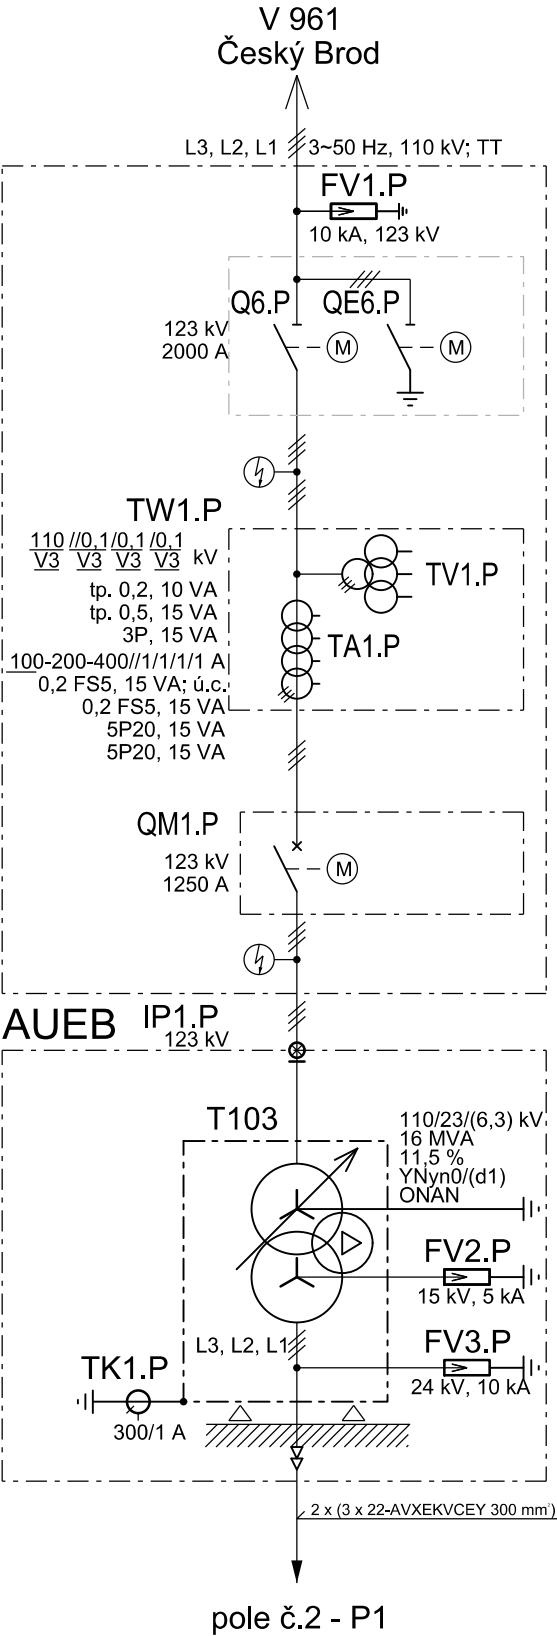 V 961
Český Brod
L3, L2, L1 3~50 Hz, 110 kV; TT
FV1.P
10 kA, 123 kV
Q6.P QE6.P
123 kV
2000 A
M M
TW1.P
110//0,1/0,1/0,1 kV
V3 V3 V3 V3
tp. 0,2, 10 VA
tp. 0,5, 15 VA
3P, 15 VA
TV1.P
TA1.P
100-200-400//1/1/1/1 A
0,2 FS5, 15 VA; ú.c.
0,2 FS5, 15 VA
5P20, 15 VA
5P20, 15 VA
QM1.P
123 kV
1250 A
M
AUEB IP1.P
123 kV
T103
110/23/(6,3) kV
16 MVA
11,5 %
YNyn0/(d1)
ONAN
FV2.P
15 kV, 5 kA
L3, L2, L1
FV3.P
24 kV, 10 kA
TK1.P
300/1 A
2 x (3 x 22-AVXEKVCEY 300 mm²)
pole č.2 - P1